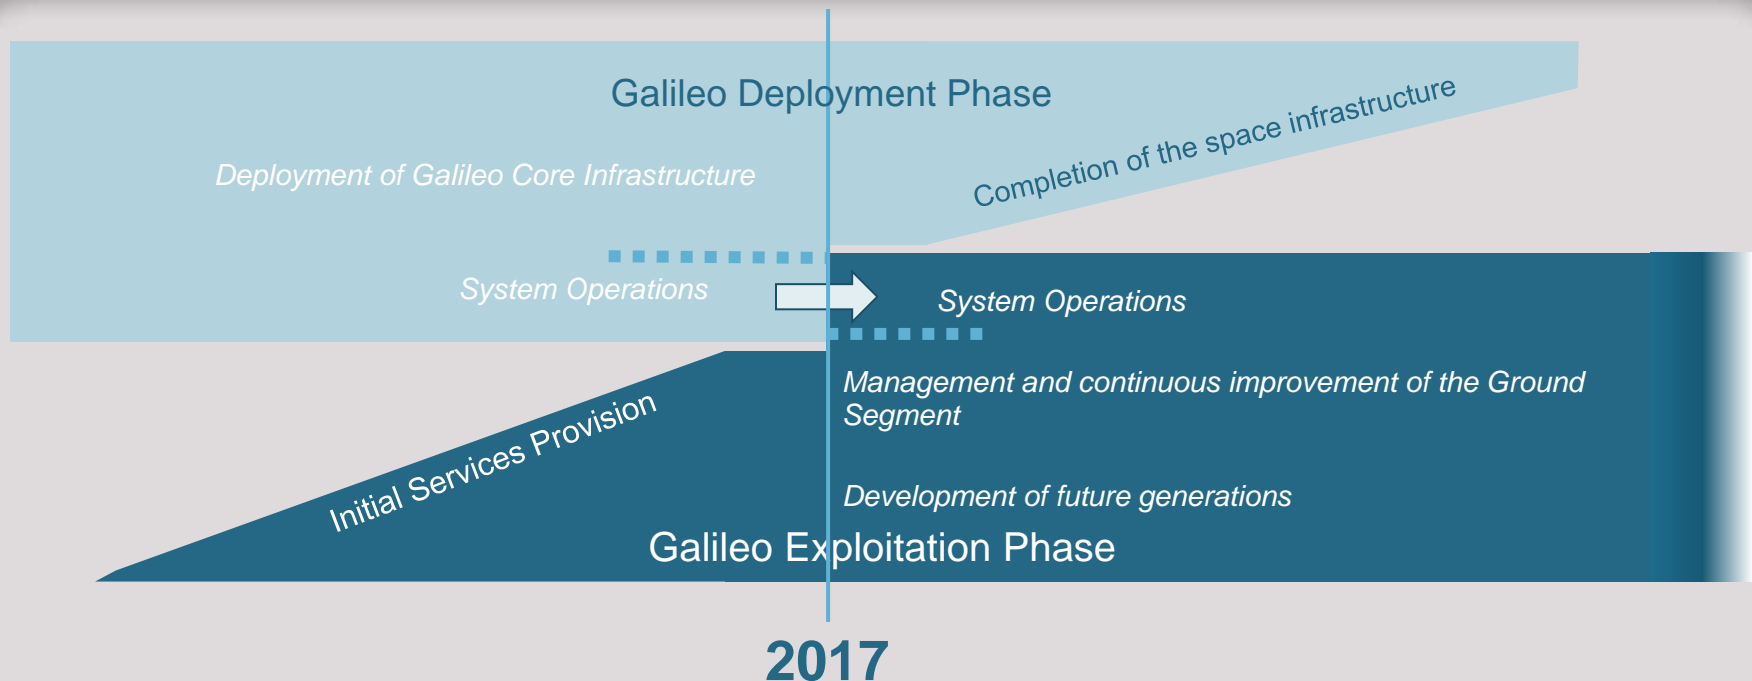 Galileo Deployment Phase
Completion of the space infrastructure
Deployment of Galileo Core Infrastructure
System Operations
System Operations
Management and continuous improvement of the Ground
Segment
Initial Services Provision
Development of future generations
Galileo Exploitation Phase
2017